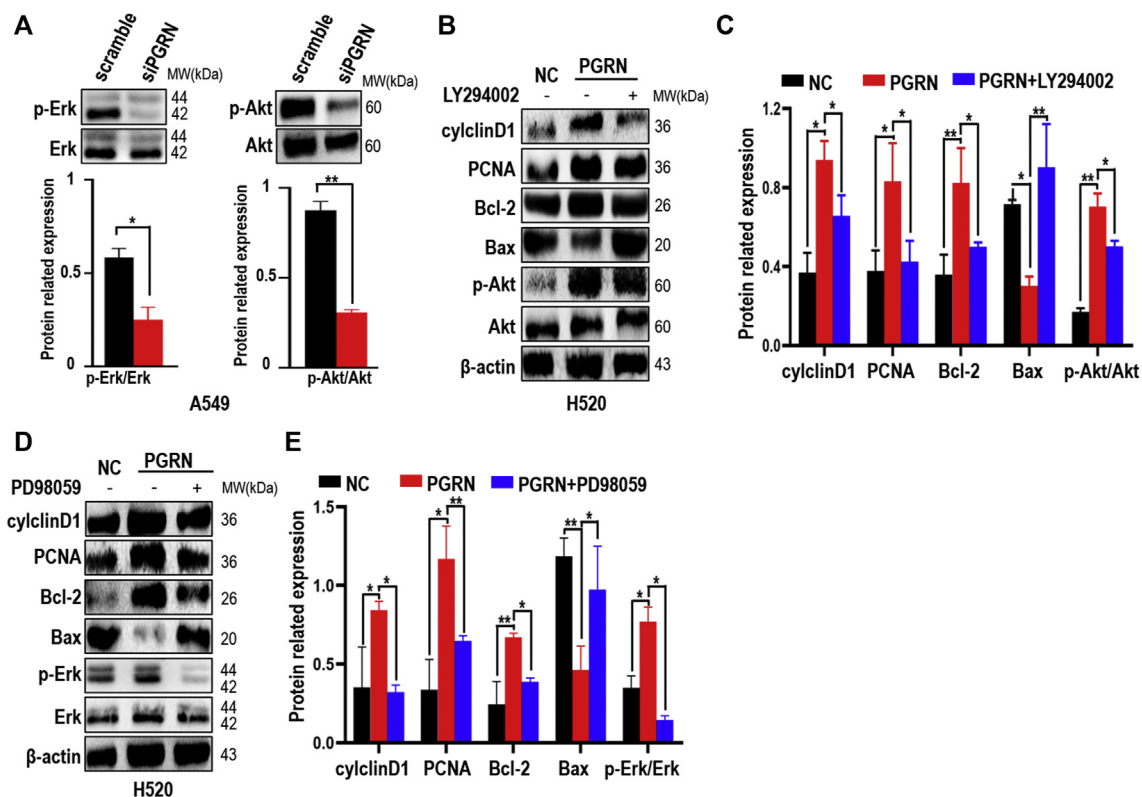 A
scramble
siPGRN
MW(kDa)
p-Erk
44
42
Erk
44
42
Protein related expression
1
0.5
0
*
p-Erk/Erk
scramble
siPGRN
MW(kDa)
p-Akt
60
Akt
60
Protein related expression
1
0.5
0
**
p-Akt/Akt
A549
B
NC
PGRN
LY294002
- - +
MW(kDa)
cylclinD1
36
PCNA
36
Bcl-2
26
Bax
20
p-Akt
60
Akt
60
β-actin
43
H520
C
NC
PGRN
PGRN+LY294002
Protein related expression
1.2
0.8
0.4
0.0
* *
* *
** *
* **
** *
cylclinD1
PCNA
Bcl-2
Bax
p-Akt/Akt
D
NC
PGRN
PD98059
- - +
MW(kDa)
cylclinD1
36
PCNA
36
Bcl-2
26
Bax
20
p-Erk
44
42
Erk
44
42
β-actin
43
H520
E
NC
PGRN
PGRN+PD98059
Protein related expression
1.5
1.0
0.5
0.0
* *
* **
** *
** *
* *
cylclinD1
PCNA
Bcl-2
Bax
p-Erk/Erk